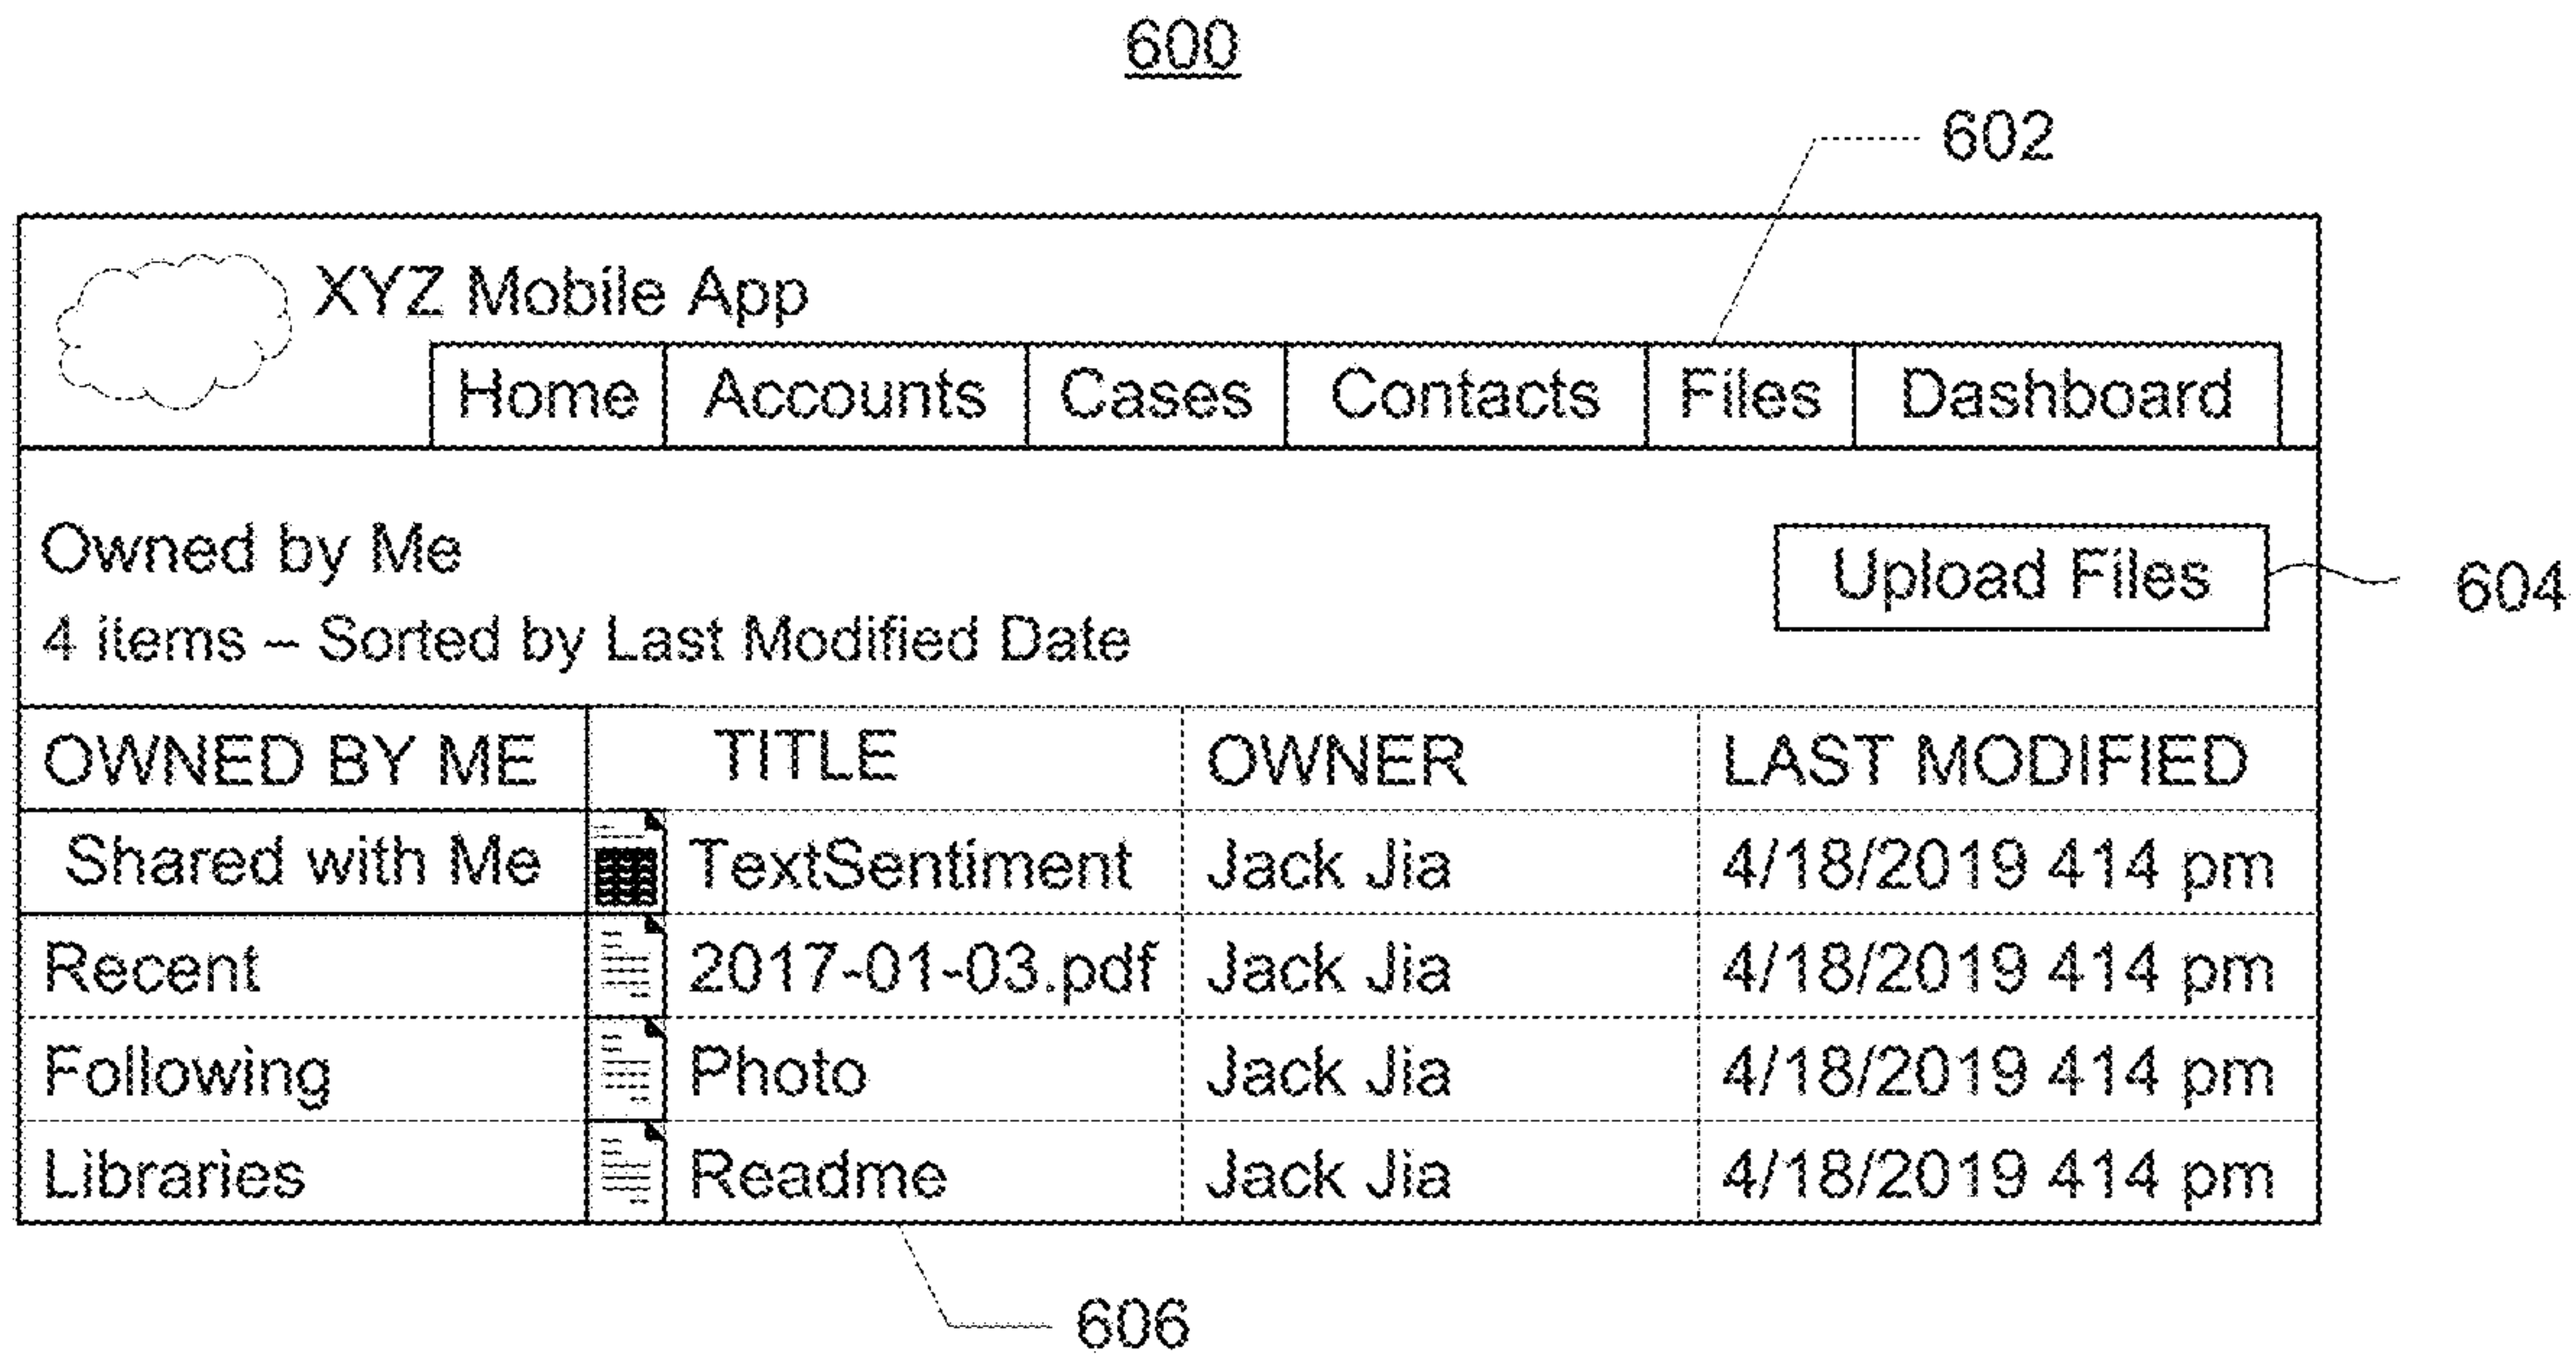 600
602
XYZ Mobile App
Home Accounts Cases Contacts Files Dashboard
Owned by Me
Upload Files
604
4 items – Sorted by Last Modified Date
OWNED BY ME TITLE OWNER LAST MODIFIED
Shared with Me TextSentiment Jack Jia 4/18/2019 414 pm
Recent 2017-01-03.pdf Jack Jia 4/18/2019 414 pm
Following Photo Jack Jia 4/18/2019 414 pm
Libraries Readme Jack Jia 4/18/2019 414 pm
606